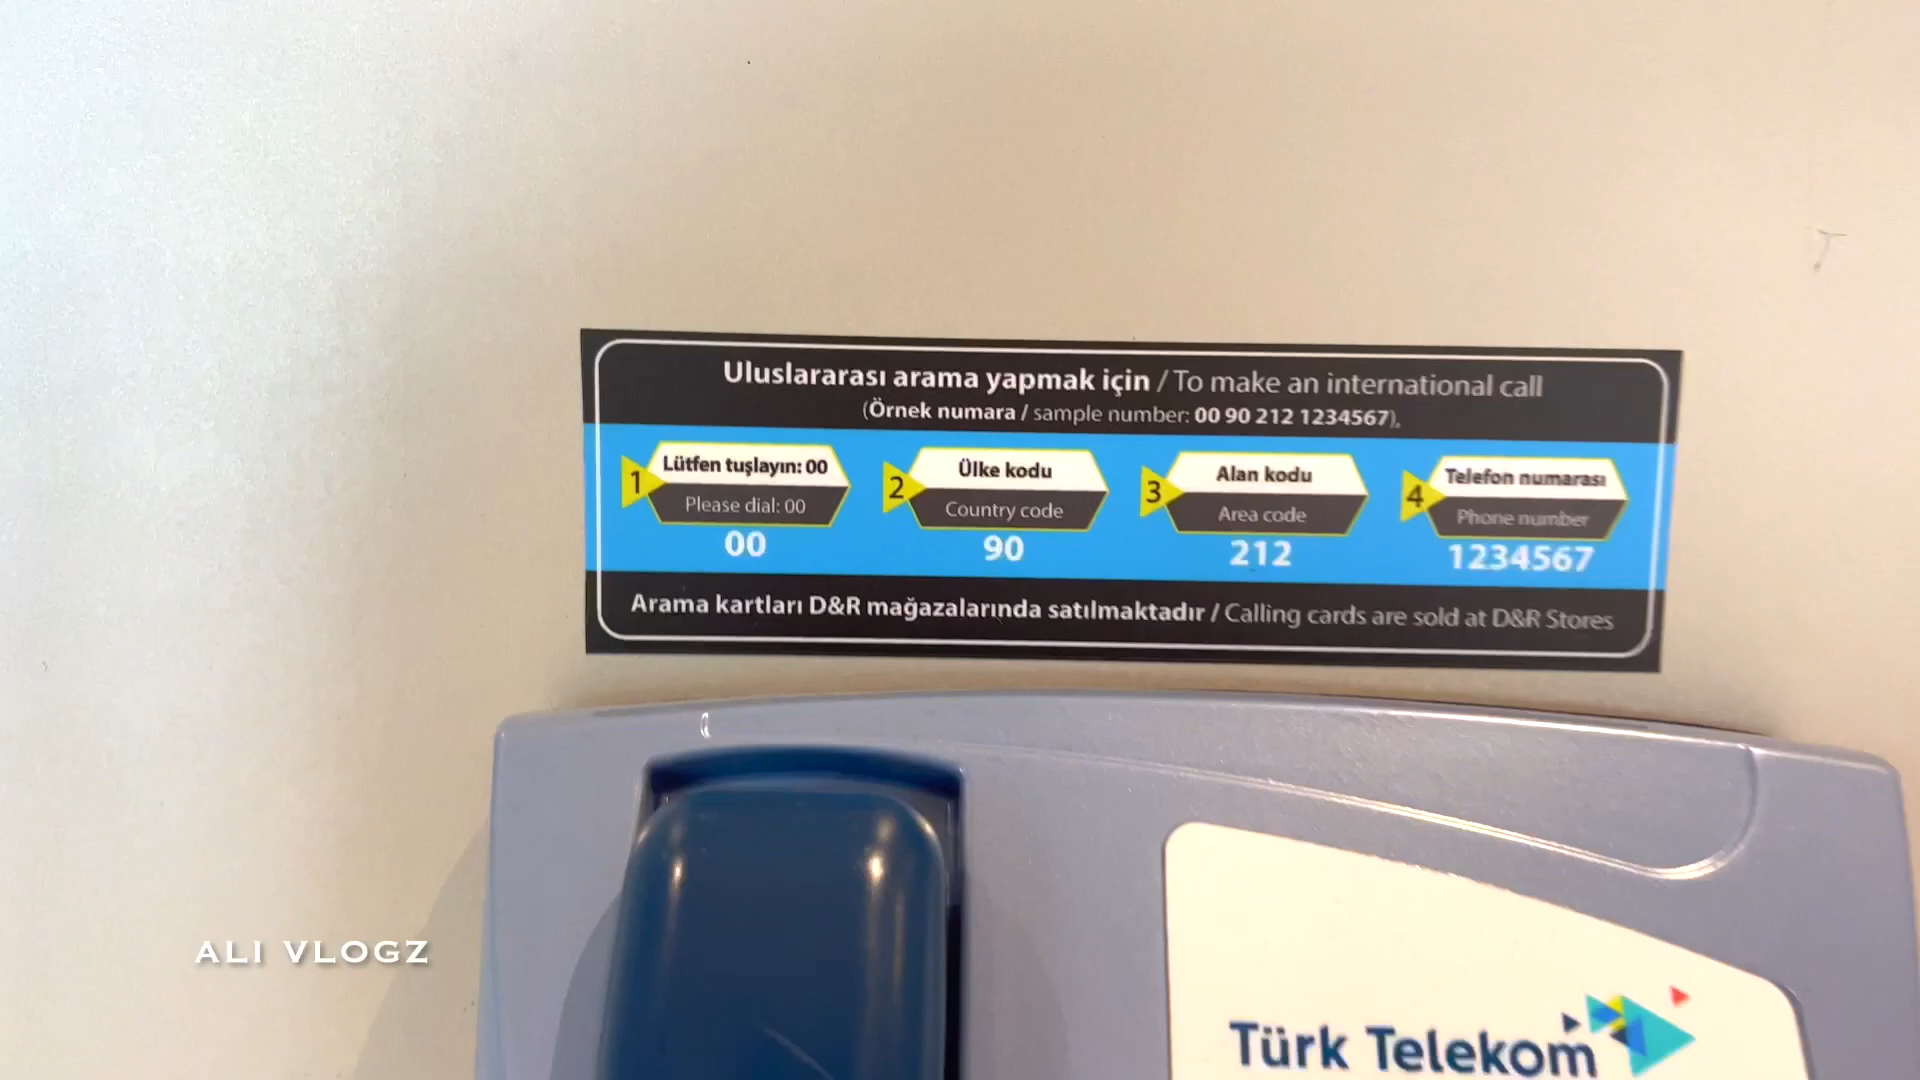 Uluslararası arama yapmak için / To make an international call
(Örnek numara / sample number: 00 90 212 1234567).
1 Lütfen tuşlayın: 00
Please dial: 00
00
2 Ülke kodu
Country code
90
3 Alan kodu
Area code
212
4 Telefon numarası
Phone number
1234567
Arama kartları D&R mağazalarında satılmaktadır / Calling cards are sold at D&R Stores
ALI VLOGZ
Türk Telekom